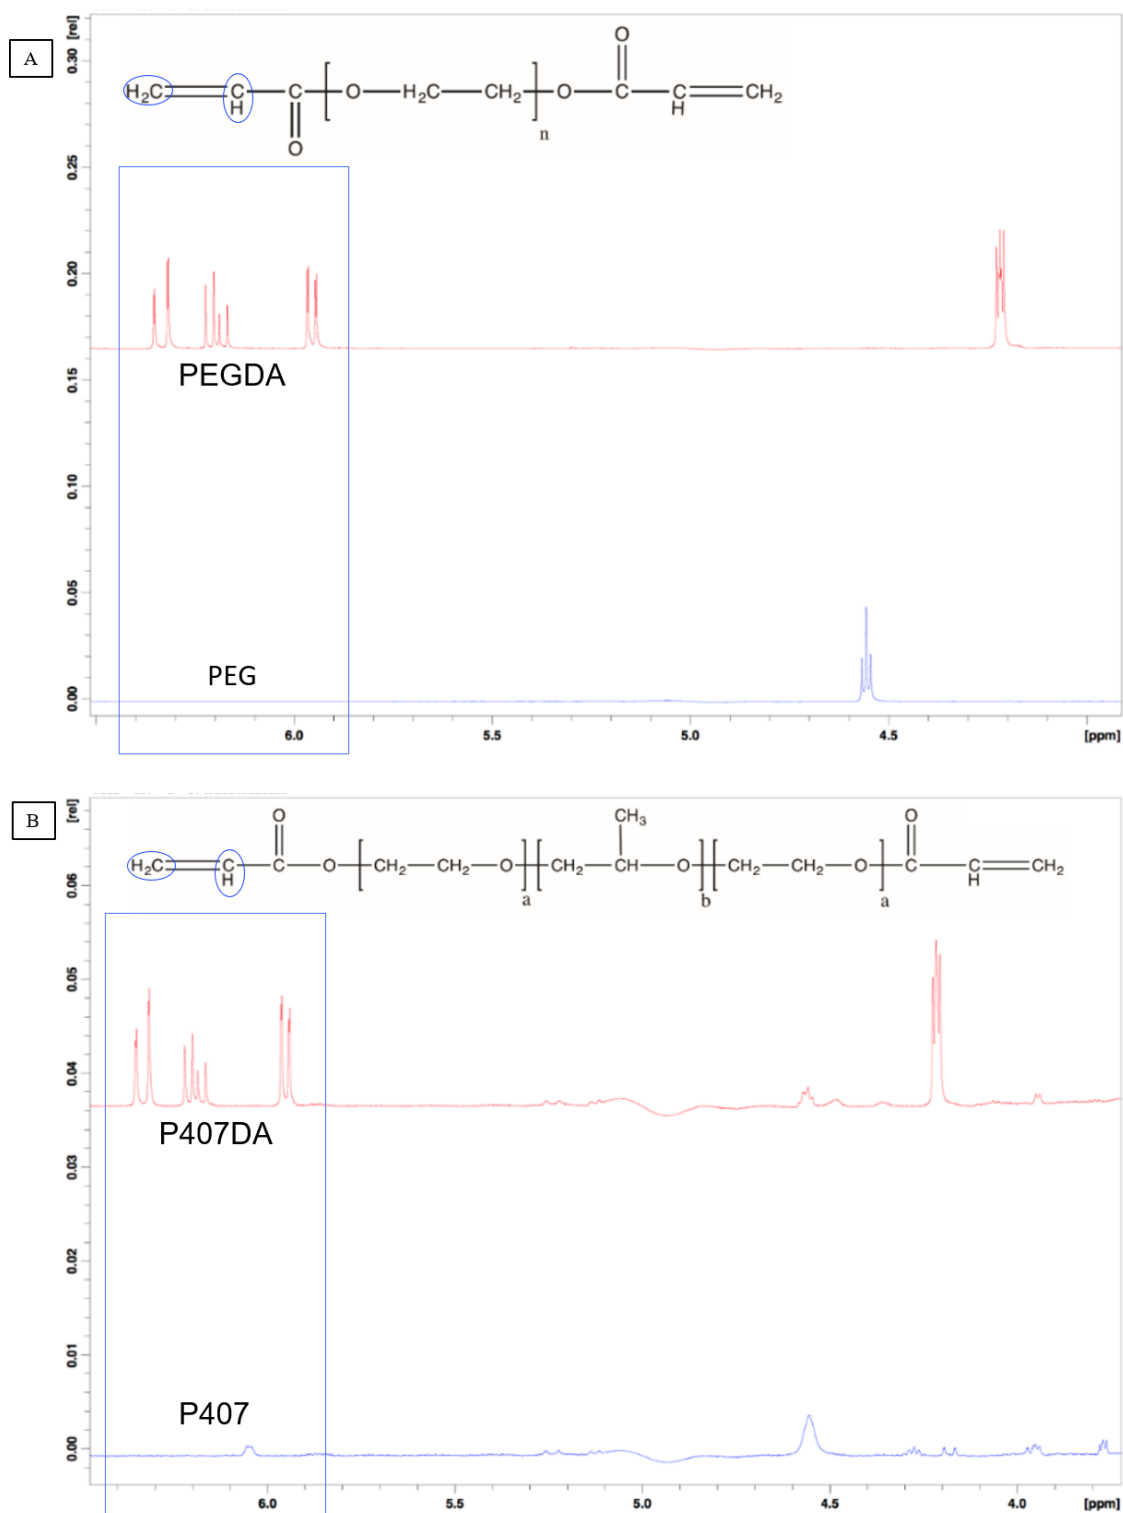 [rel]
A
0.30
O
H₂C C H C O H₂C CH₂ O C C H CH₂
n
O
0.25
0.20
PEGDA
0.15
0.10
0.05
PEG
0.00
6.0 5.5 5.0 4.5 [ppm]
[rel]
B
O CH₃ O
H₂C C H C O CH₂ CH₂ O CH₂ CH O CH₂ CH₂ O C C H CH₂
a b a
0.06
0.05
0.04
P407DA
0.03
0.02
0.01
P407
0.00
6.0 5.5 5.0 4.5 4.0 [ppm]